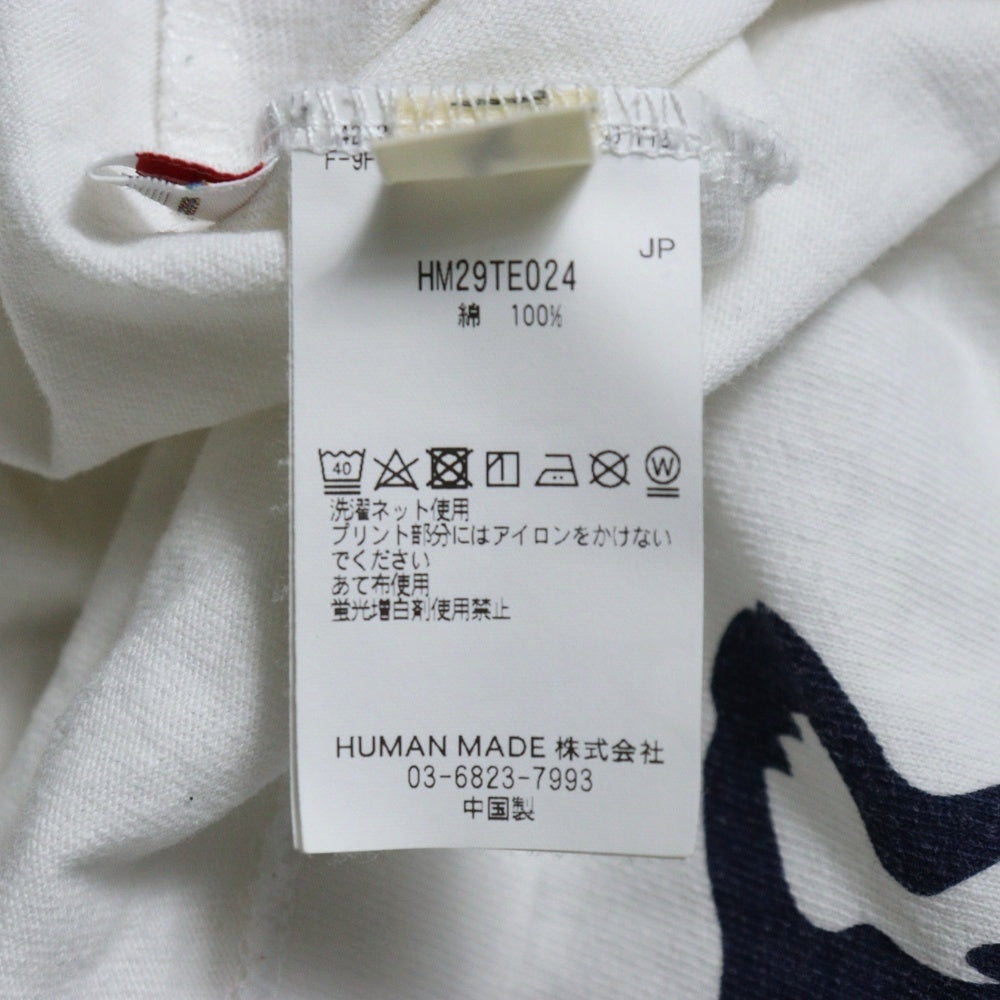 F-9F
JP
HM29TE024
綿 100%
40 W
洗濯ネット使用
プリント部分にはアイロンをかけない
でください
あて布使用
蛍光増白剤使用禁止
HUMAN MADE 株式会社
03-6823-7993
中国製